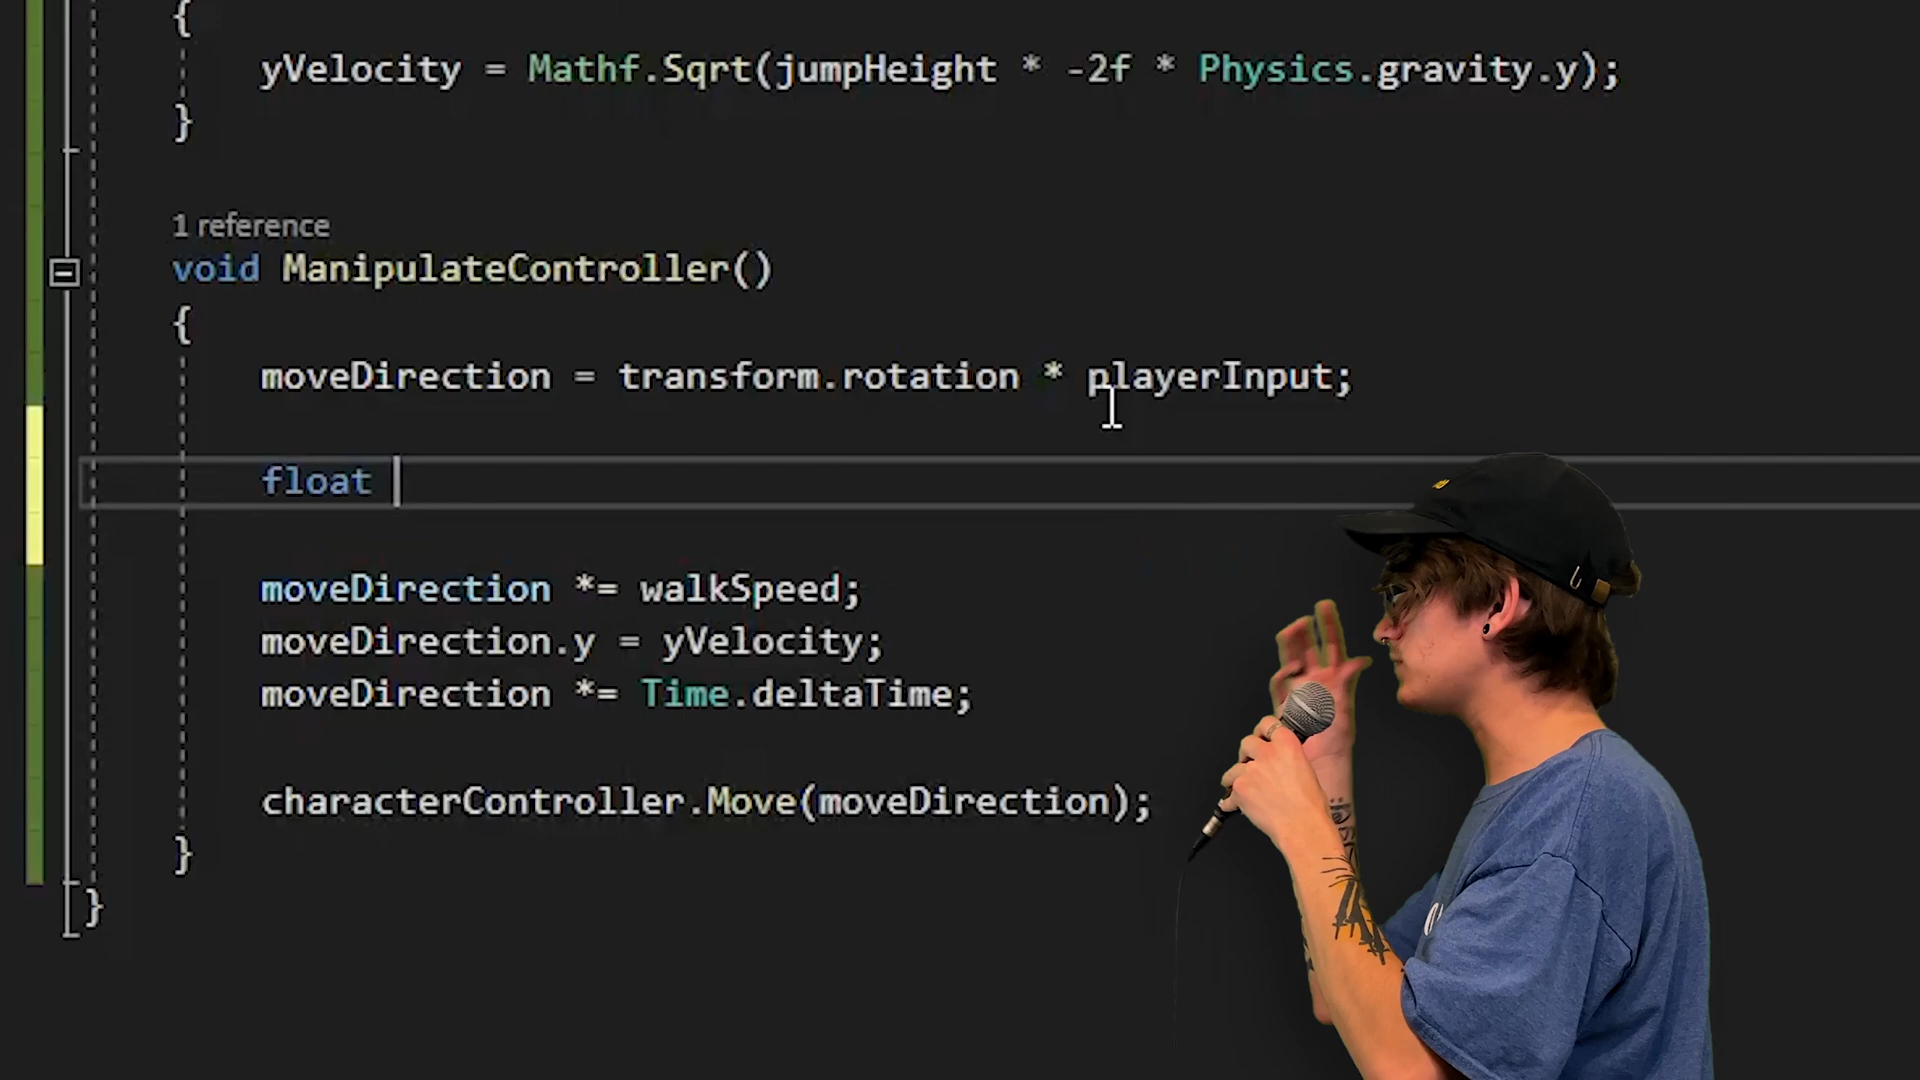 {
yVelocity = Mathf.Sqrt(jumpHeight * -2f * Physics.gravity.y);
}
1 reference
void ManipulateController()
{
moveDirection = transform.rotation * playerInput;
float
moveDirection *= walkSpeed;
moveDirection.y = yVelocity;
moveDirection *= Time.deltaTime;
characterController.Move(moveDirection);
}
}